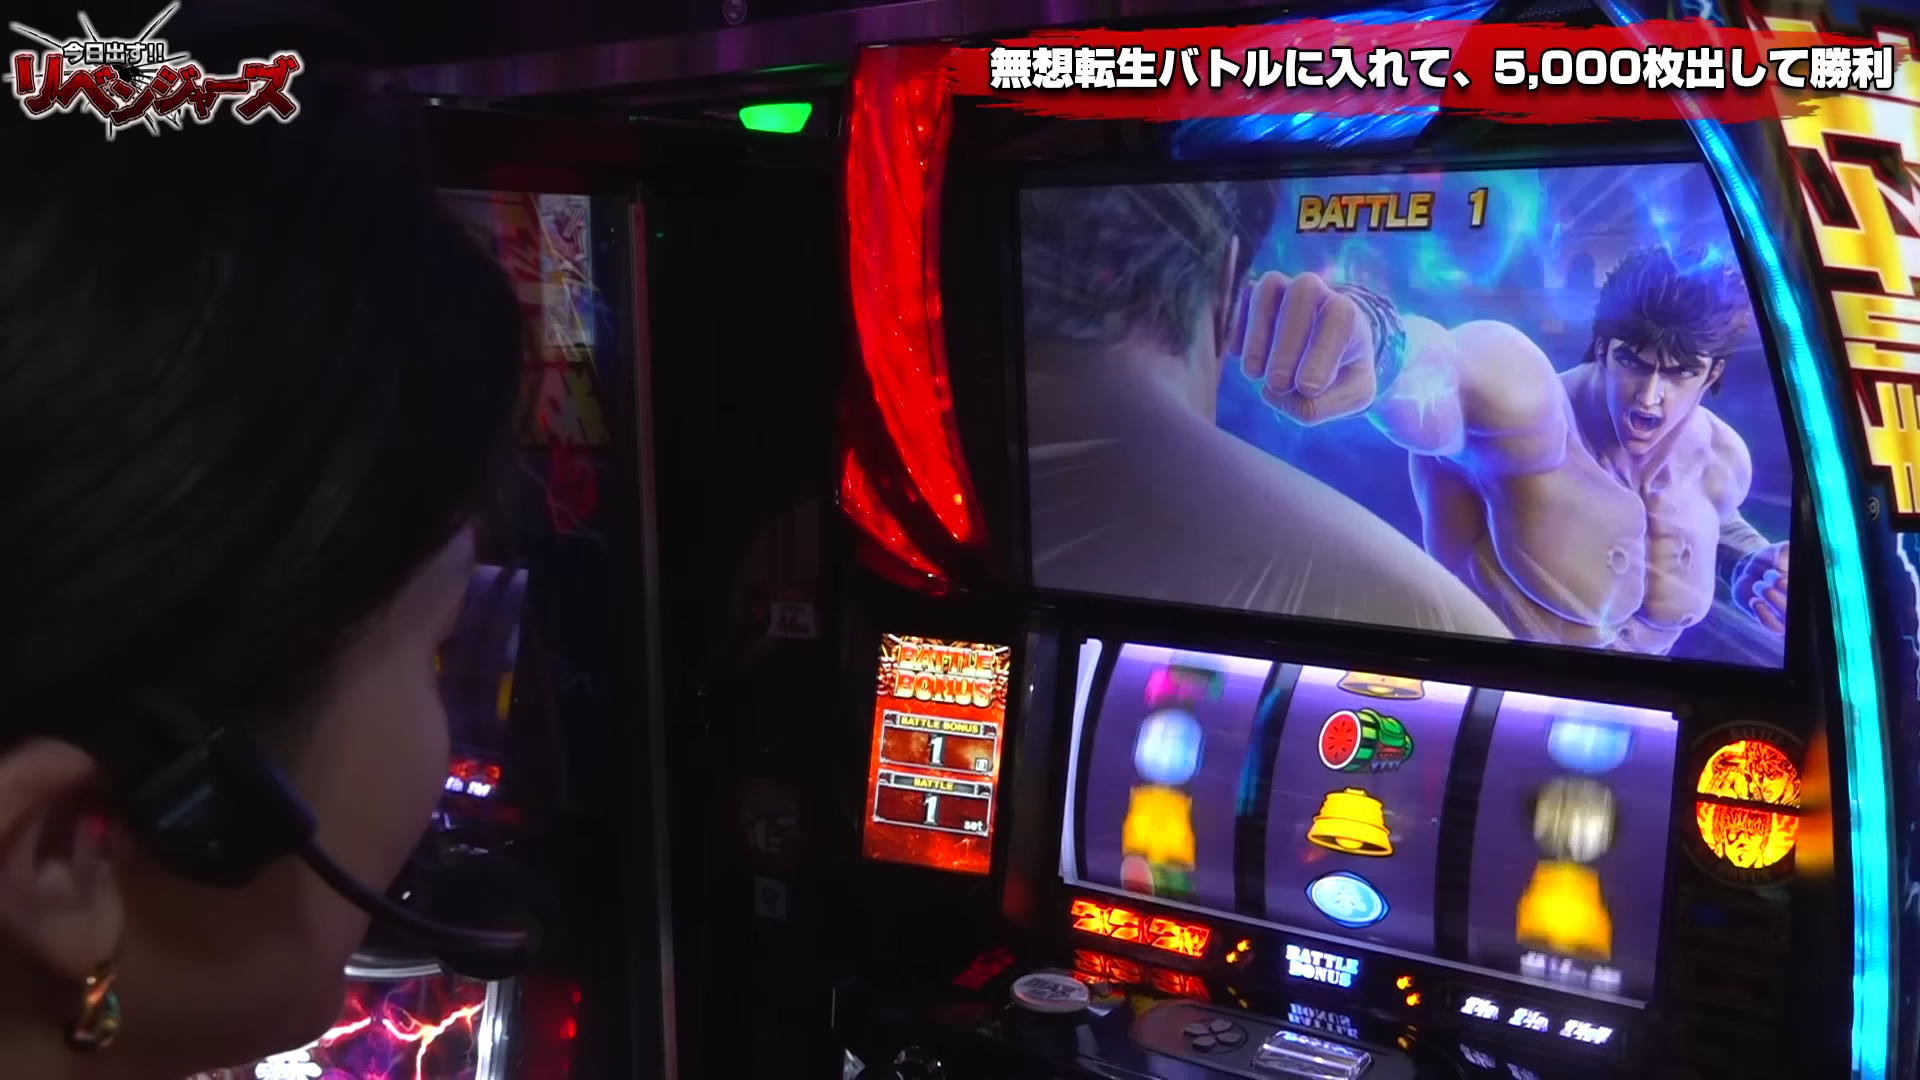 今日出す!!
リベンジャーズ
無想転生バトルに入れて、5,000枚出して勝利
BATTLE 1
BATTLE
BONUS
BATTLE BONUS
1
BATTLE
1
set
BATTLE
BONUS
MAX